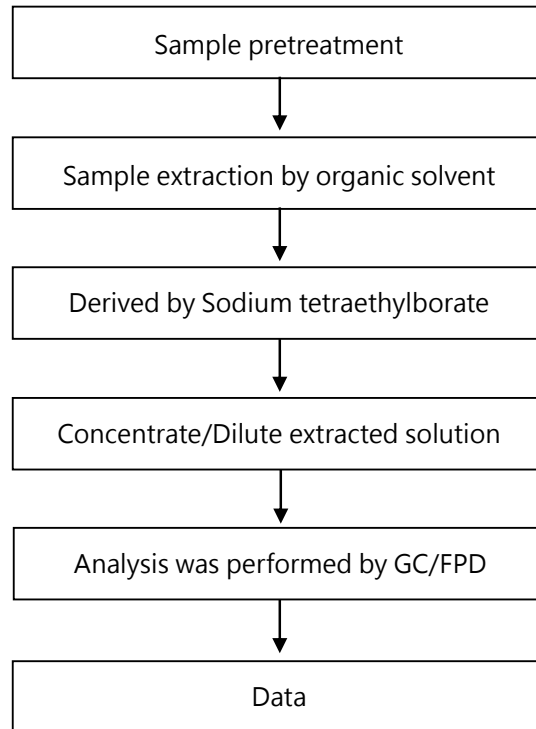 Sample pretreatment
Sample extraction by organic solvent
Derived by Sodium tetraethylborate
Concentrate/Dilute extracted solution
Analysis was performed by GC/FPD
Data